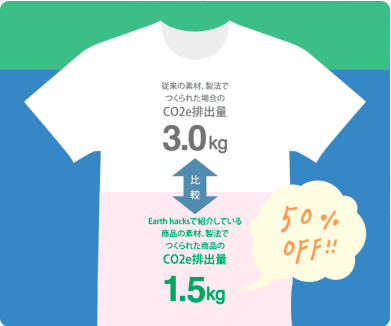 従来の素材、製法で
つくられた場合の
CO2e排出量
3.0kg
比
較
Earth hacksで紹介している
商品の素材、製法で
つくられた商品の
CO2e排出量
1.5kg
50%
OFF!!